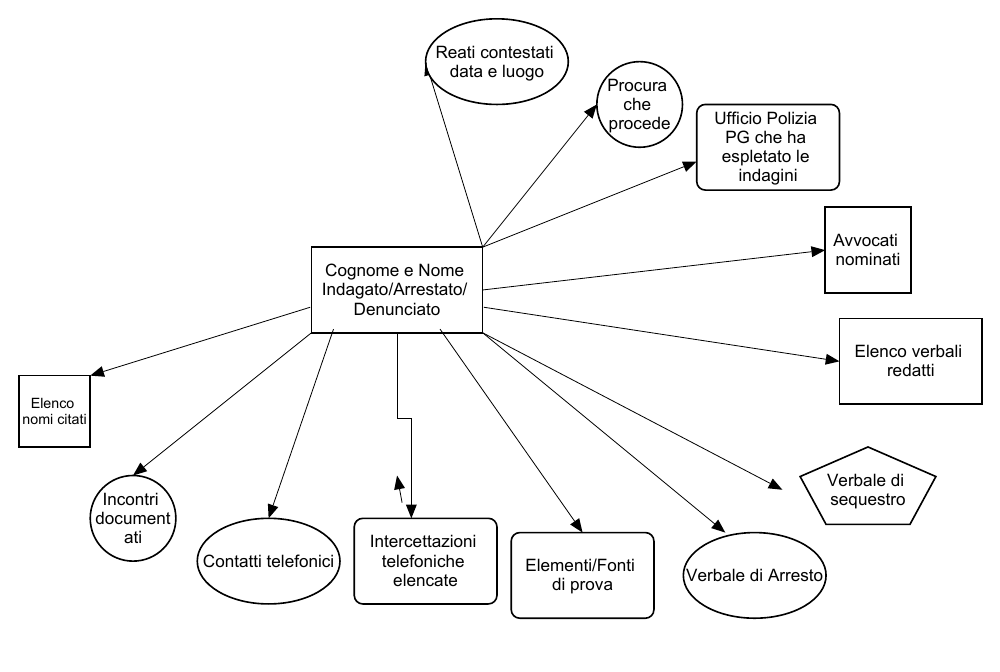 Reati contestati
data e luogo
Procura
che
procede
Ufficio Polizia
PG che ha
espletato le
indagini
Avvocati
nominati
Cognome e Nome
Indagato/Arrestato/
Denunciato
Elenco verbali
redatti
Elenco
nomi citati
Verbale di
sequestro
Incontri
document
ati
Contatti telefonici
Intercettazioni
telefoniche
elencate
Elementi/Fonti
di prova
Verbale di Arresto